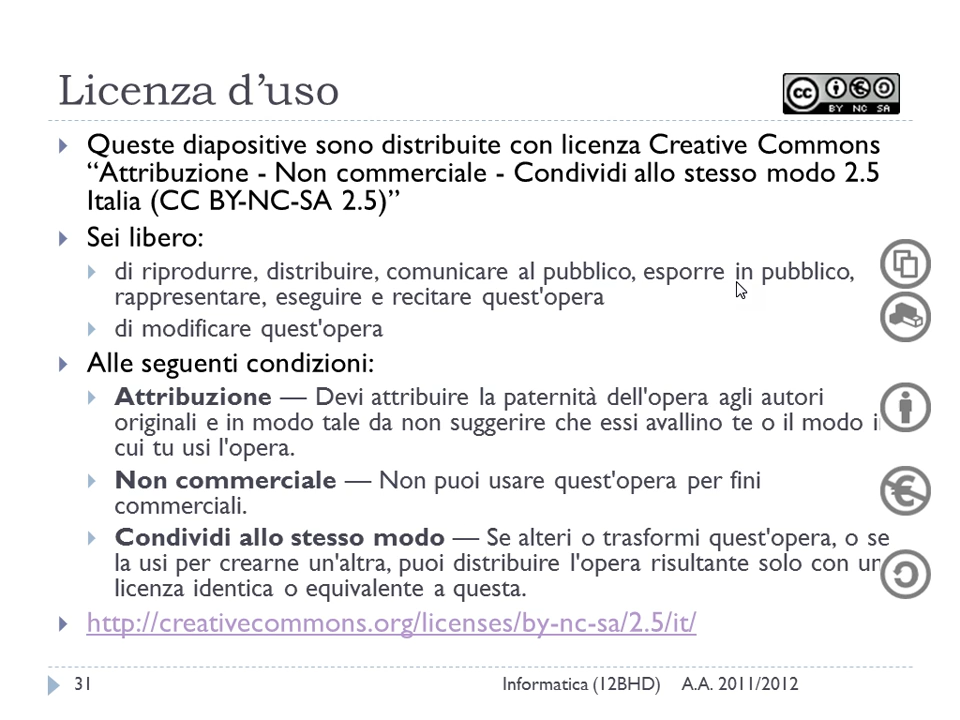 Licenza d’uso
cc BY NC SA
Queste diapositive sono distribuite con licenza Creative Commons
“Attribuzione - Non commerciale - Condividi allo stesso modo 2.5
Italia (CC BY-NC-SA 2.5)”
Sei libero:
di riprodurre, distribuire, comunicare al pubblico, esporre in pubblico,
rappresentare, eseguire e recitare quest'opera
di modificare quest'opera
Alle seguenti condizioni:
Attribuzione — Devi attribuire la paternità dell'opera agli autori
originali e in modo tale da non suggerire che essi avallino te o il modo i
cui tu usi l'opera.
Non commerciale — Non puoi usare quest'opera per fini
commerciali.
Condividi allo stesso modo — Se alteri o trasformi quest'opera, o se
la usi per crearne un'altra, puoi distribuire l'opera risultante solo con un
licenza identica o equivalente a questa.
http://creativecommons.org/licenses/by-nc-sa/2.5/it/
31 Informatica (12BHD) A.A. 2011/2012